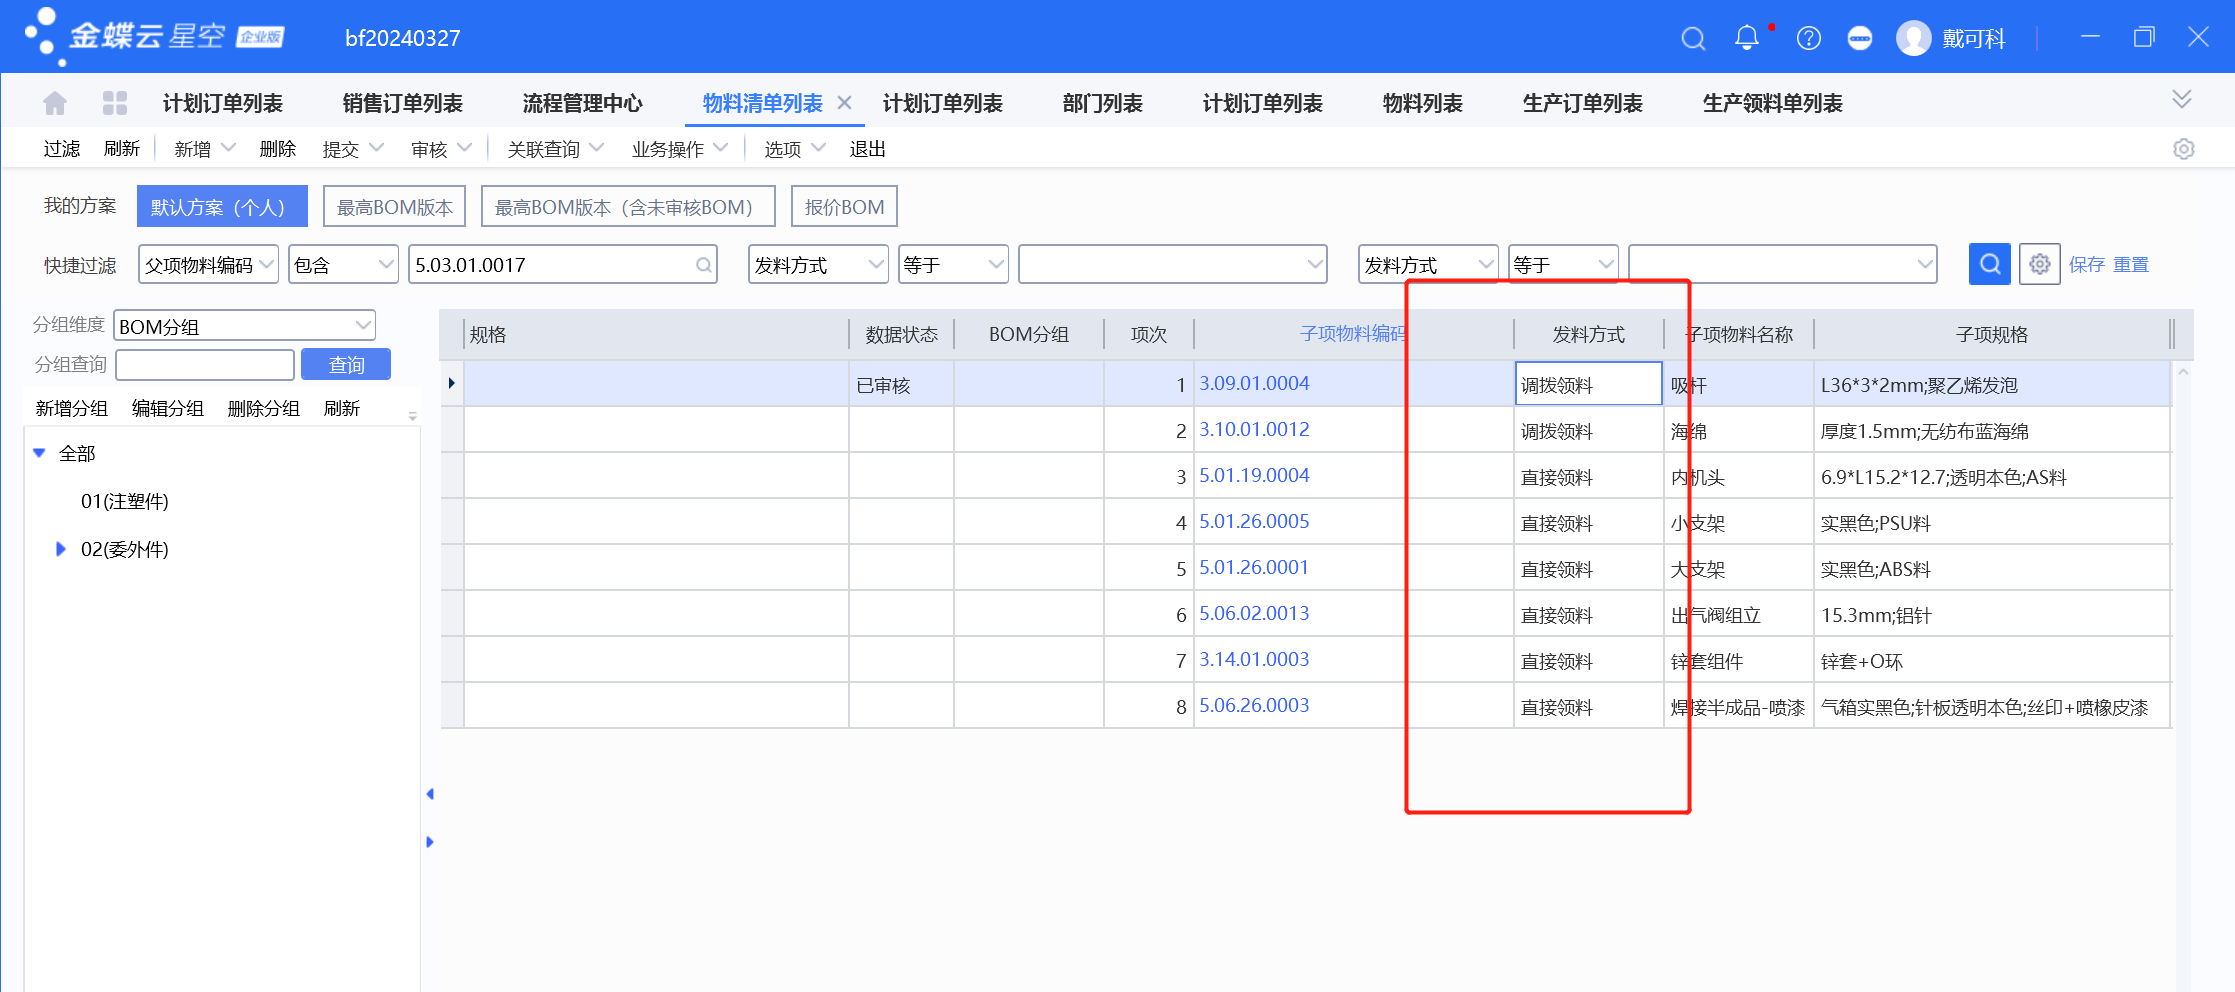 金蝶云 星空 企业版 bf20240327 戴可科
计划订单列表 销售订单列表 流程管理中心 物料清单列表 计划订单列表 部门列表 计划订单列表 物料列表 生产订单列表 生产领料单列表
过滤 刷新 新增 删除 提交 审核 关联查询 业务操作 选项 退出
我的方案 默认方案（个人） 最高BOM版本 最高BOM版本（含未审核BOM） 报价BOM
快捷过滤 父项物料编码 包含 5.03.01.0017 发料方式 等于 发料方式 等于 保存 重置
分组维度 BOM分组
分组查询 查询
新增分组 编辑分组 删除分组 刷新
全部
01(注塑件)
02(委外件)
规格 数据状态 BOM分组 项次 子项物料编码 发料方式 子项物料名称 子项规格
已审核 1 3.09.01.0004 调拨领料 吸杆 L36*3*2mm;聚乙烯发泡
2 3.10.01.0012 调拨领料 海绵 厚度1.5mm;无纺布蓝海绵
3 5.01.19.0004 直接领料 内机头 6.9*L15.2*12.7;透明本色;AS料
4 5.01.26.0005 直接领料 小支架 实黑色;PSU料
5 5.01.26.0001 直接领料 大支架 实黑色;ABS料
6 5.06.02.0013 直接领料 出气阀组立 15.3mm;铝针
7 3.14.01.0003 直接领料 锌套组件 锌套+O环
8 5.06.26.0003 直接领料 焊接半成品-喷漆 气箱实黑色;针板透明本色;丝印+喷橡皮漆